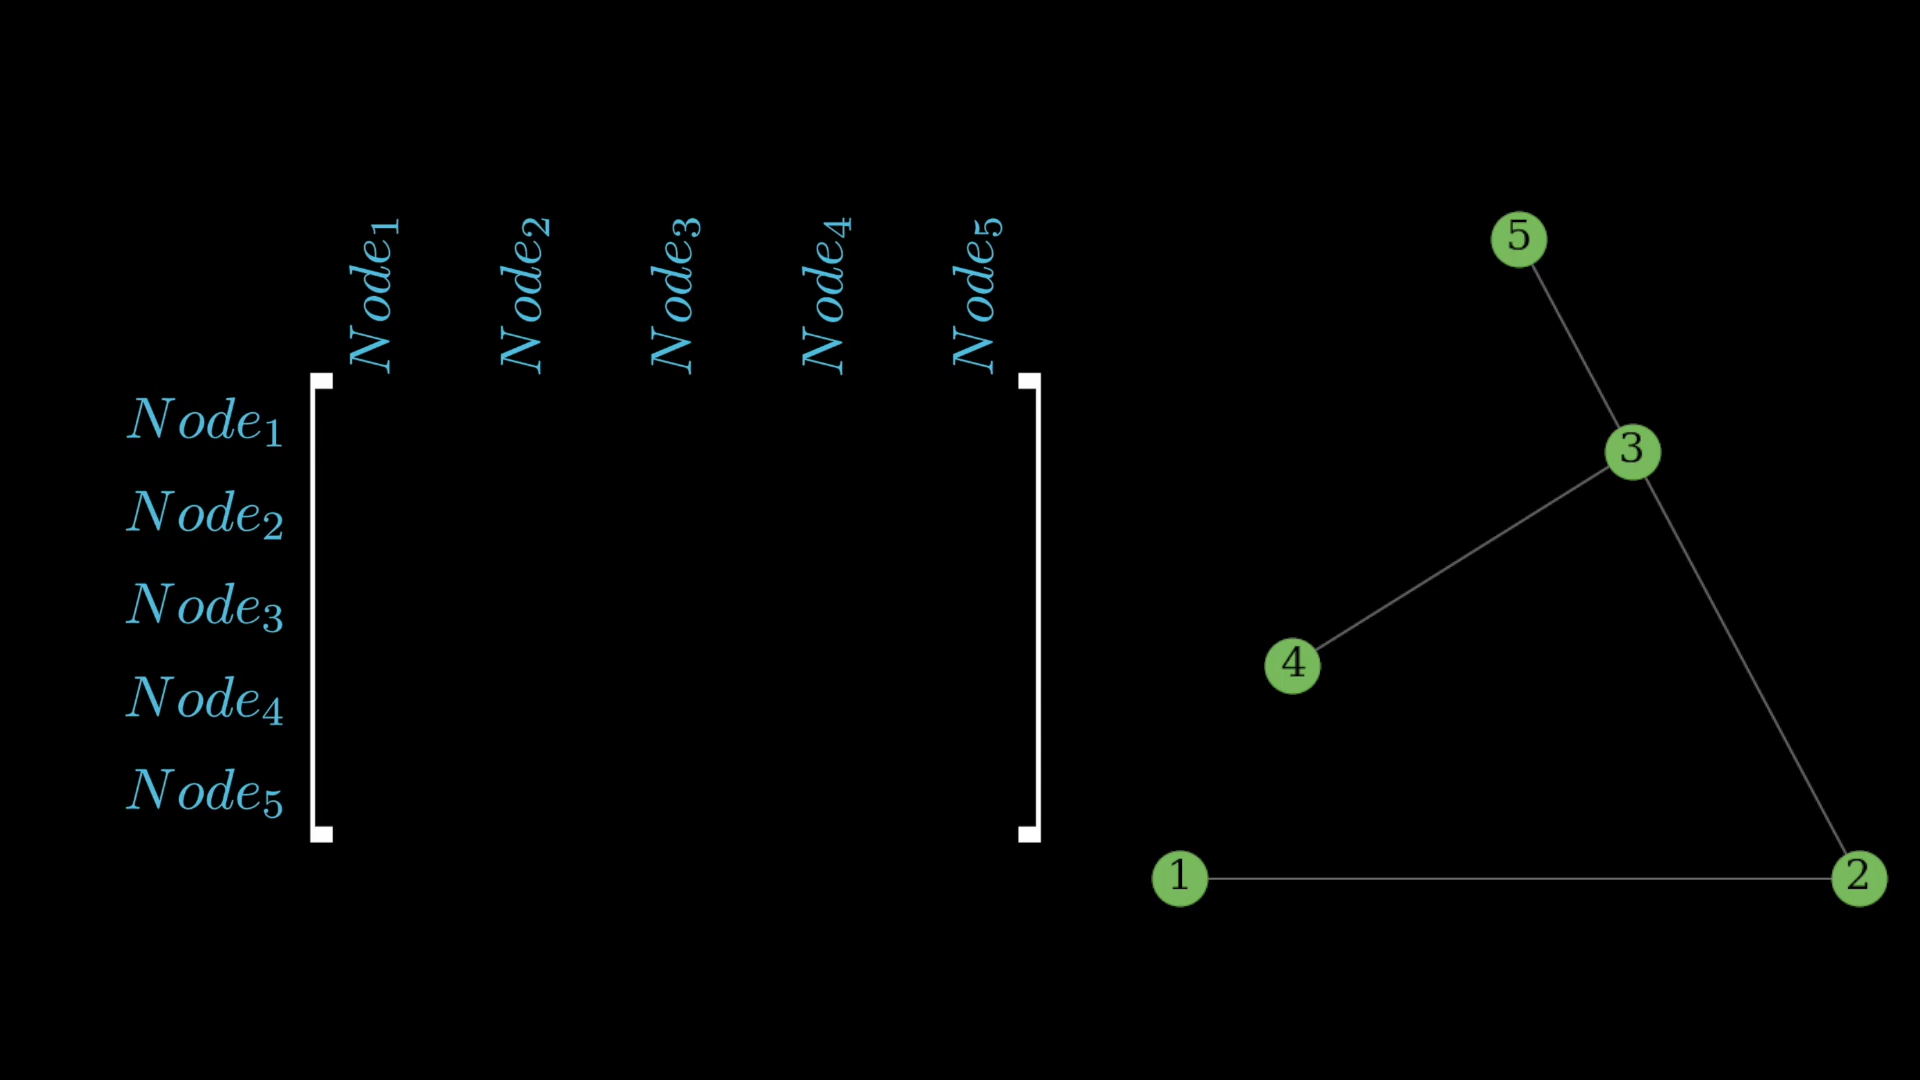 Node₁ Node₂ Node₃ Node₄ Node₅
Node₁
Node₂
Node₃
Node₄
Node₅
5
3
4
1 2